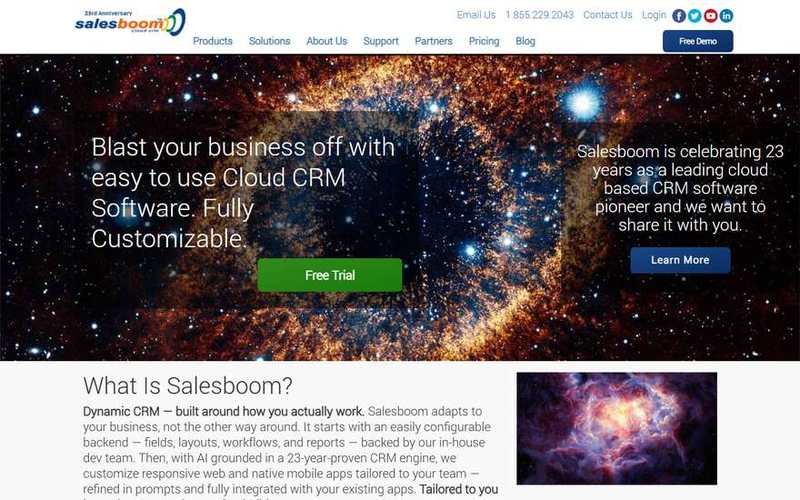 23rd Anniversary
salesboom
cloud crm
Email Us 1.855.229.2043 Contact Us Login
Products Solutions About Us Support Partners Pricing Blog
Free Demo
Blast your business off with
easy to use Cloud CRM
Software. Fully
Customizable.
Free Trial
Salesboom is celebrating 23
years as a leading cloud
based CRM software
pioneer and we want to
share it with you.
Learn More
What Is Salesboom?
Dynamic CRM — built around how you actually work. Salesboom adapts to
your business, not the other way around. It starts with an easily configurable
backend — fields, layouts, workflows, and reports — backed by our in-house
dev team. Then, with AI grounded in a 23-year-proven CRM engine, we
customize responsive web and native mobile apps tailored to your team —
refined in prompts and fully integrated with your existing apps. Tailored to you